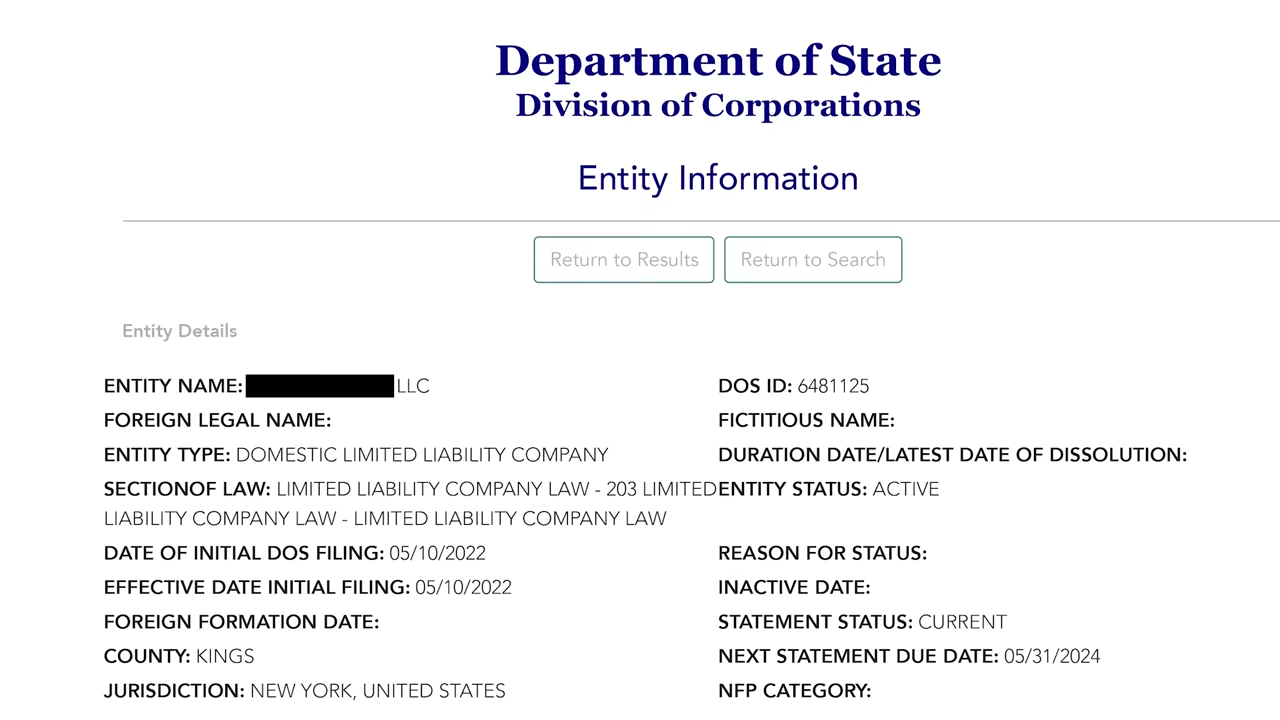 Department of State
Division of Corporations
Entity Information
Return to Results
Return to Search
Entity Details
ENTITY NAME: LLC
DOS ID: 6481125
FOREIGN LEGAL NAME:
FICTITIOUS NAME:
ENTITY TYPE: DOMESTIC LIMITED LIABILITY COMPANY
DURATION DATE/LATEST DATE OF DISSOLUTION:
SECTIONOF LAW: LIMITED LIABILITY COMPANY LAW - 203 LIMITED
LIABILITY COMPANY LAW - LIMITED LIABILITY COMPANY LAW
ENTITY STATUS: ACTIVE
DATE OF INITIAL DOS FILING: 05/10/2022
REASON FOR STATUS:
EFFECTIVE DATE INITIAL FILING: 05/10/2022
INACTIVE DATE:
FOREIGN FORMATION DATE:
STATEMENT STATUS: CURRENT
COUNTY: KINGS
NEXT STATEMENT DUE DATE: 05/31/2024
JURISDICTION: NEW YORK, UNITED STATES
NFP CATEGORY: